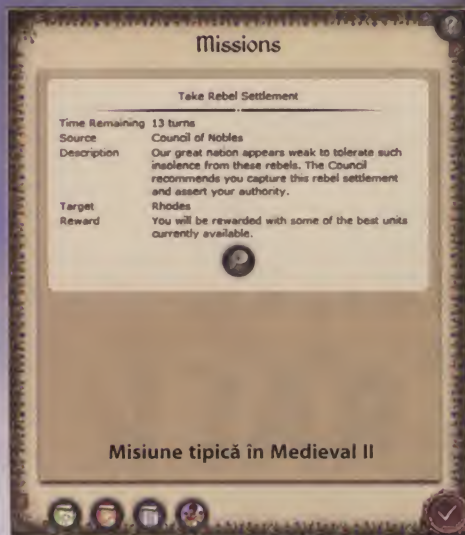 ?
Missions
Take Rebel Settlement
Time Remaining 13 turns
Source Council of Nobles
Description Our great nation appears weak to tolerate such
insolence from these rebels. The Council
recommends you capture this rebel settlement
and assert your authority.
Target Rhodes
Reward You will be rewarded with some of the best units
currently available.
Misiune tipică în Medieval II